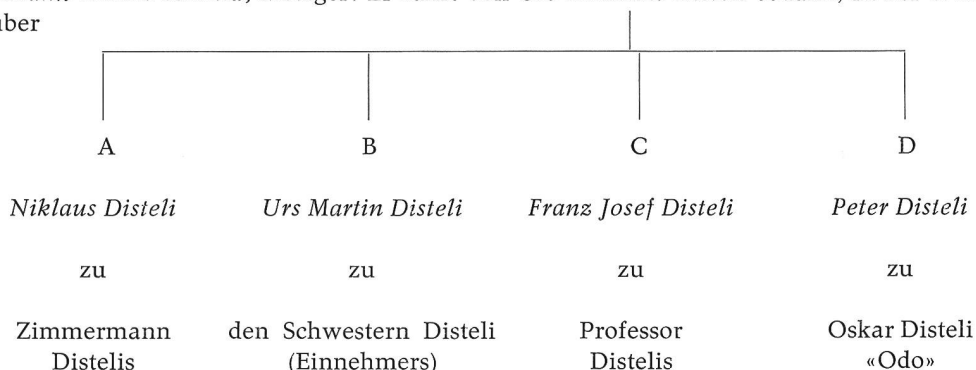 über
A B C D
Niklaus Disteli Urs Martin Disteli Franz Josef Disteli Peter Disteli
zu zu zu zu
Zimmermann den Schwestern Disteli Professor Oskar Disteli
Distelis (Einnehmers) Distelis «Odo»